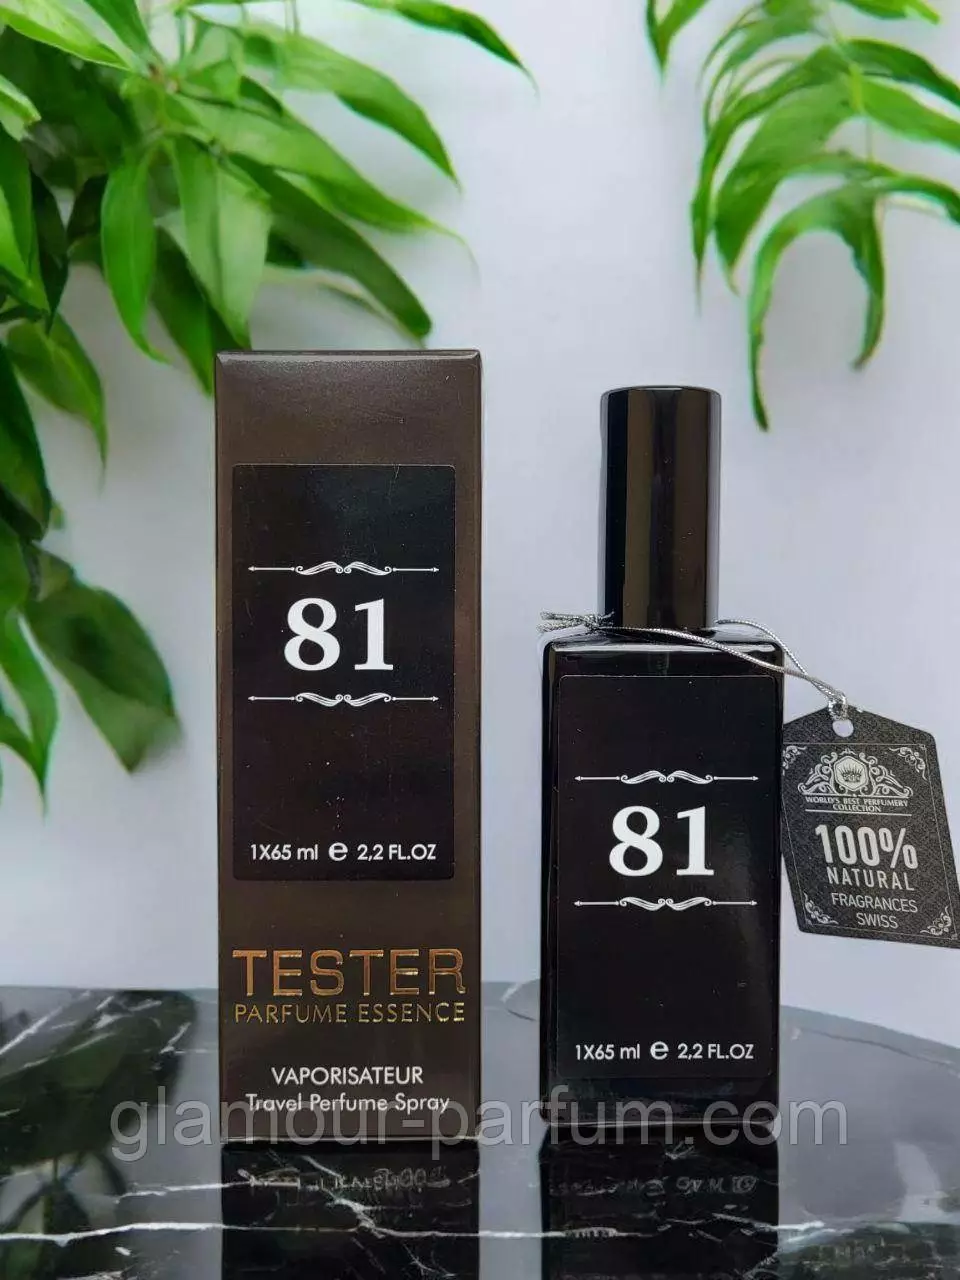 81
1X65 ml e 2,2 FL.OZ
TESTER
PARFUME ESSENCE
VAPORISATEUR
Travel Perfume Spray
81
1X65 ml e 2,2 FL.OZ
WORLD'S BEST PERFUMERY
COLLECTION
100%
NATURAL
FRAGRANCES
SWISS
glamour-parfum.com